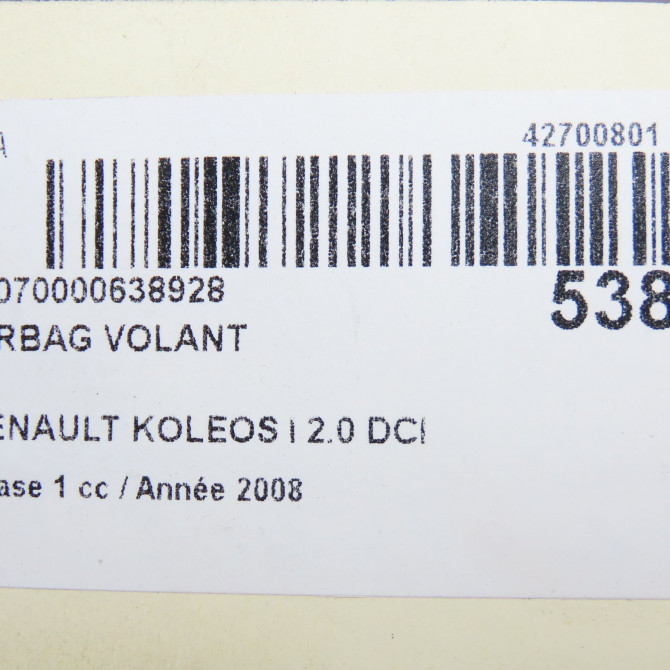 A 42700801
070000638928 538
RBAG VOLANT
ENAULT KOLEOS I 2.0 DCI
ase 1 cc / Année 2008